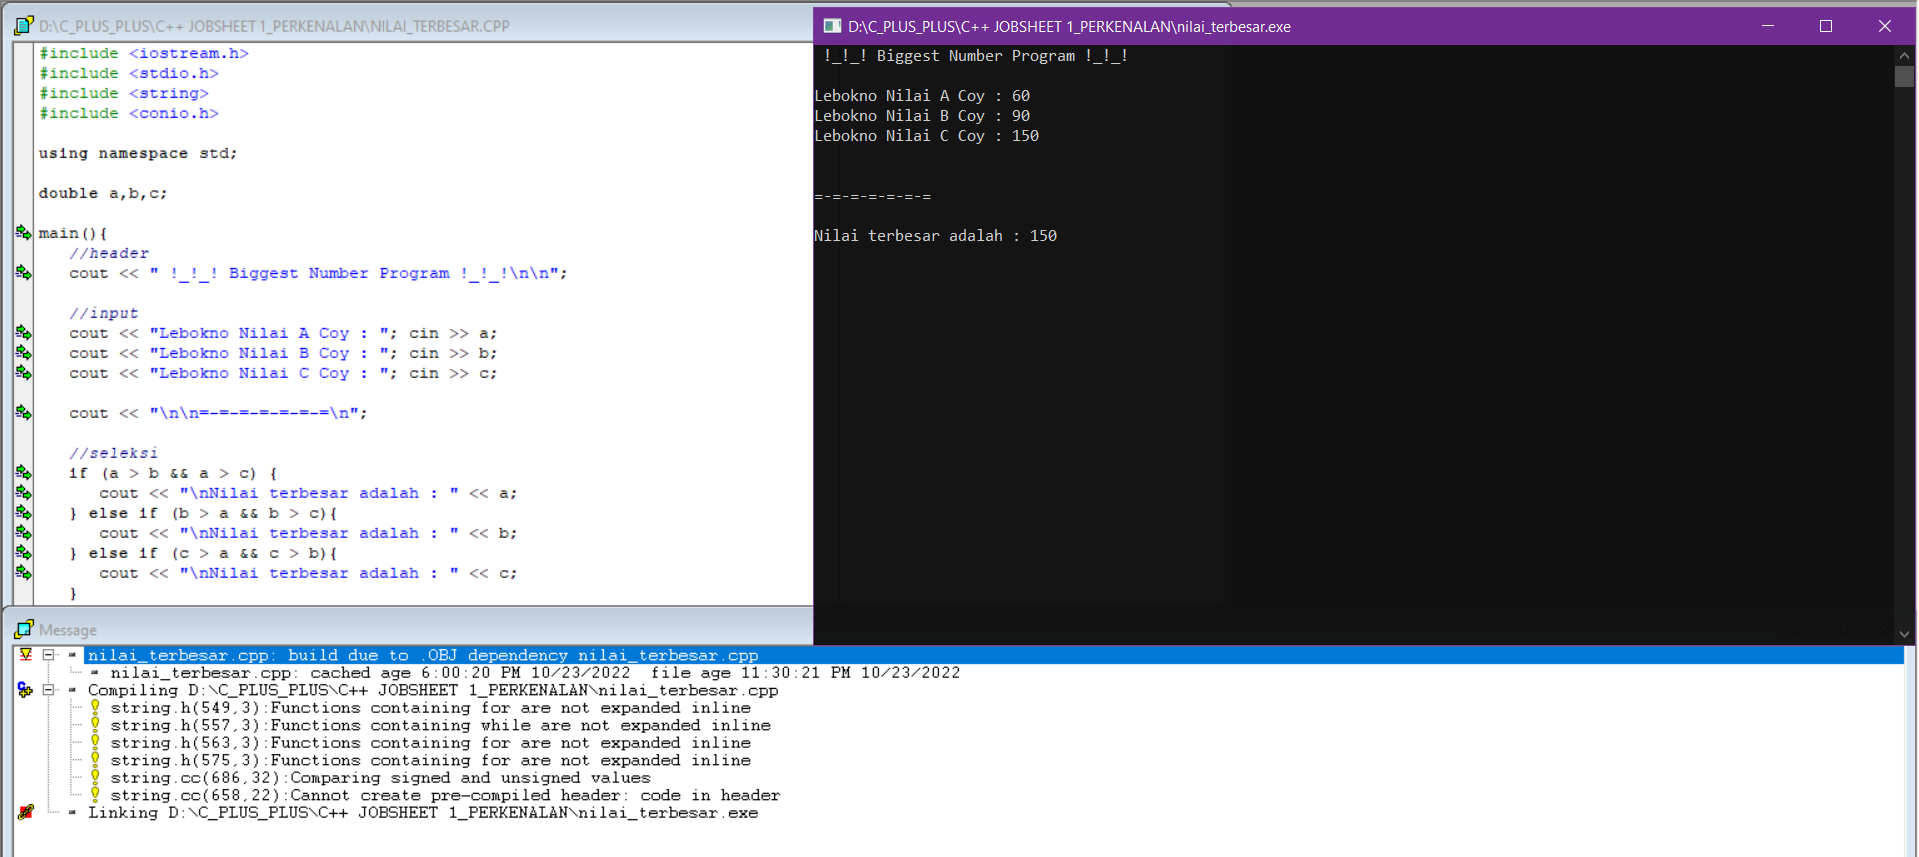 D:\C_PLUS_PLUS\C++ JOBSHEET 1_PERKENALAN\NILAI_TERBESAR.CPP
#include <iostream.h>
#include <stdio.h>
#include <string>
#include <conio.h>
using namespace std;
double a,b,c;
main(){
//header
cout << " !_!_! Biggest Number Program !_!_!\n\n";
//input
cout << "Lebokno Nilai A Coy : "; cin >> a;
cout << "Lebokno Nilai B Coy : "; cin >> b;
cout << "Lebokno Nilai C Coy : "; cin >> c;
cout << "\n\n=-=-=-=-=-=-=\n";
//seleksi
if (a > b && a > c) {
cout << "\nNilai terbesar adalah : " << a;
} else if (b > a && b > c){
cout << "\nNilai terbesar adalah : " << b;
} else if (c > a && c > b){
cout << "\nNilai terbesar adalah : " << c;
}
D:\C_PLUS_PLUS\C++ JOBSHEET 1_PERKENALAN\nilai_terbesar.exe
!_!_! Biggest Number Program !_!_!
Lebokno Nilai A Coy : 60
Lebokno Nilai B Coy : 90
Lebokno Nilai C Coy : 150
=-=-=-=-=-=-=
Nilai terbesar adalah : 150
Message
nilai_terbesar.cpp: build due to .OBJ dependency nilai_terbesar.cpp
nilai_terbesar.cpp: cached age 6:00:20 PM 10/23/2022  file age 11:30:21 PM 10/23/2022
Compiling D:\C_PLUS_PLUS\C++ JOBSHEET 1_PERKENALAN\nilai_terbesar.cpp
string.h(549,3):Functions containing for are not expanded inline
string.h(557,3):Functions containing while are not expanded inline
string.h(563,3):Functions containing for are not expanded inline
string.h(575,3):Functions containing for are not expanded inline
string.cc(686,32):Comparing signed and unsigned values
string.cc(658,22):Cannot create pre-compiled header: code in header
Linking D:\C_PLUS_PLUS\C++ JOBSHEET 1_PERKENALAN\nilai_terbesar.exe